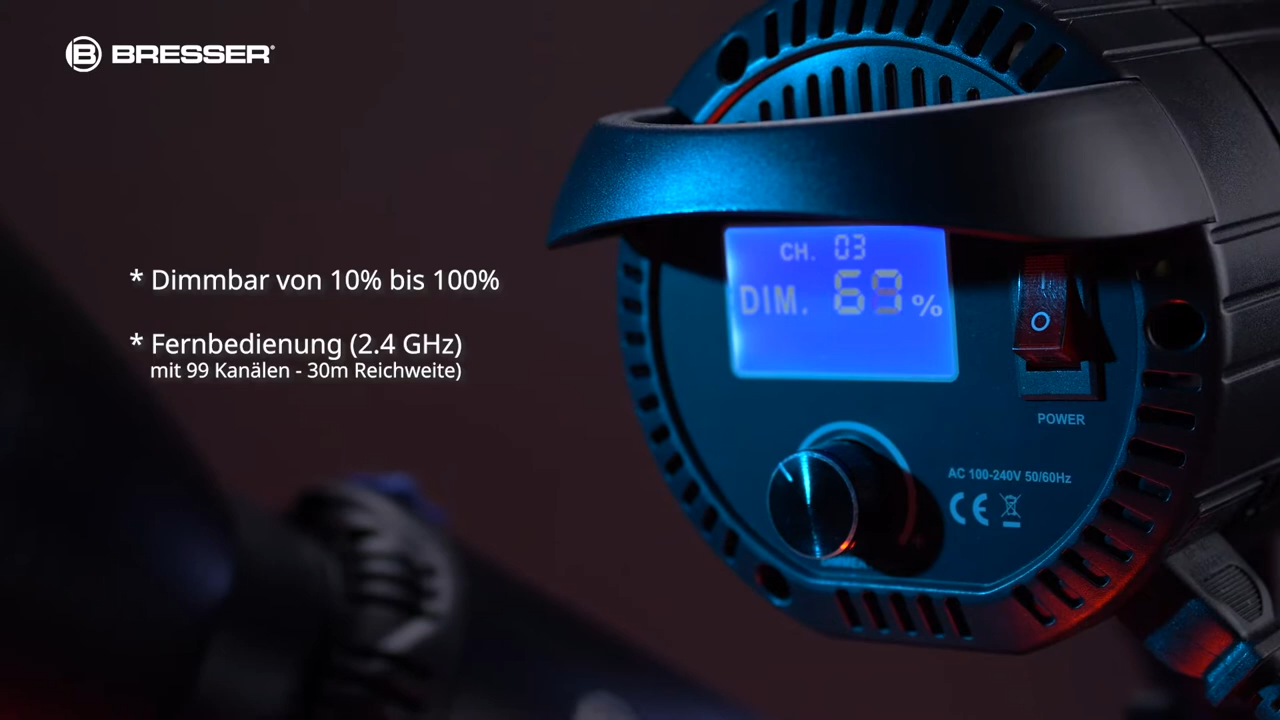 BRESSER
* Dimmbar von 10% bis 100%
* Fernbedienung (2.4 GHz)
mit 99 Kanälen - 30m Reichweite)
CH. 03
DIM. 69 %
POWER
AC 100-240V 50/60Hz
CE